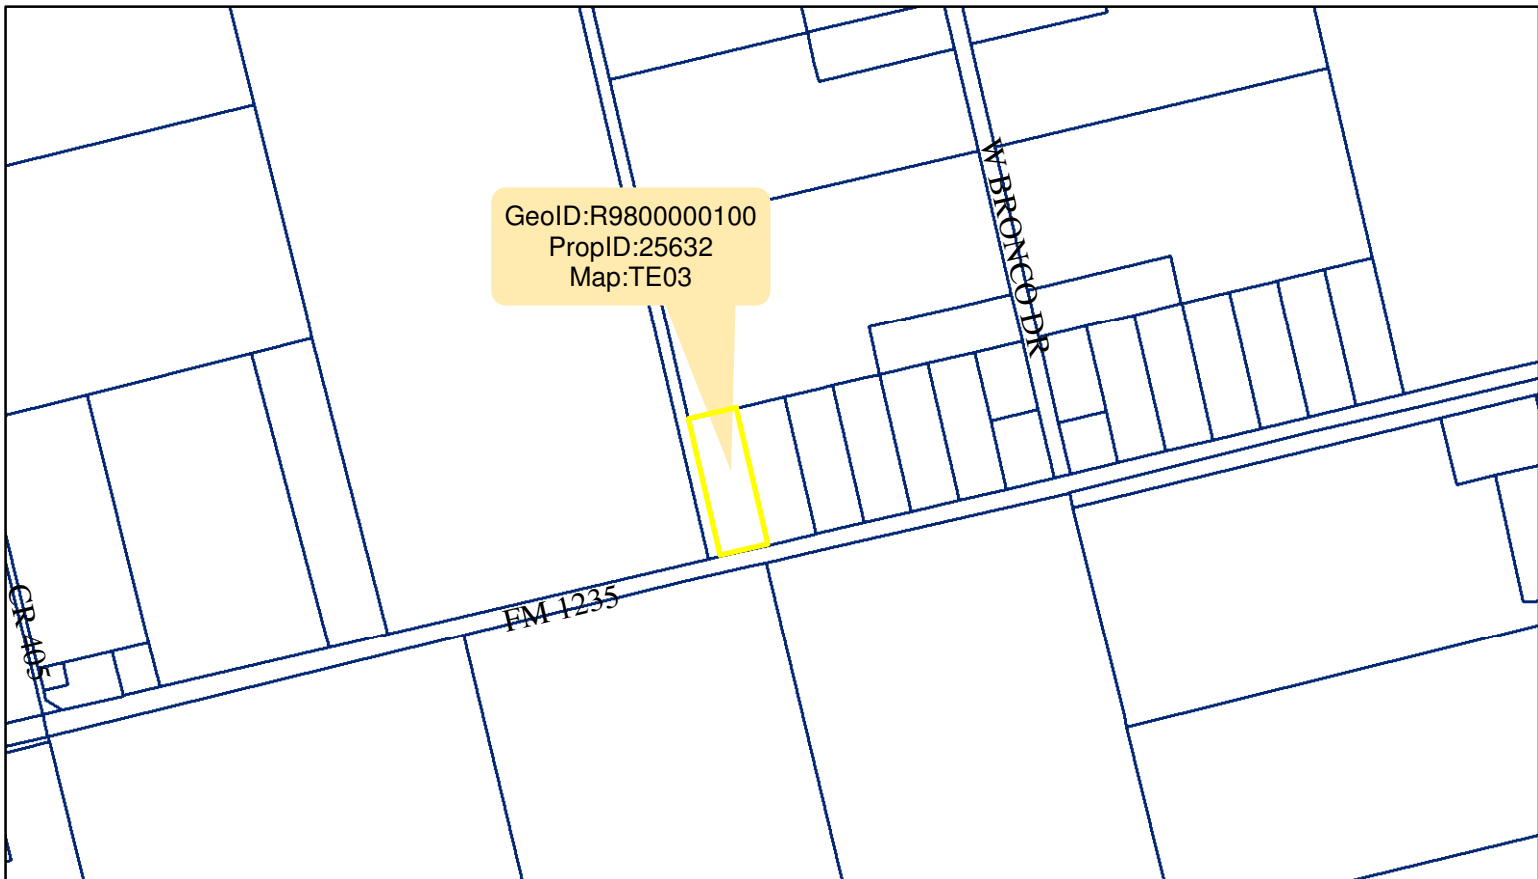 W BRONCO DR
GeoID:R9800000100
PropID:25632
Map:TE03
FM 1235
CR 405